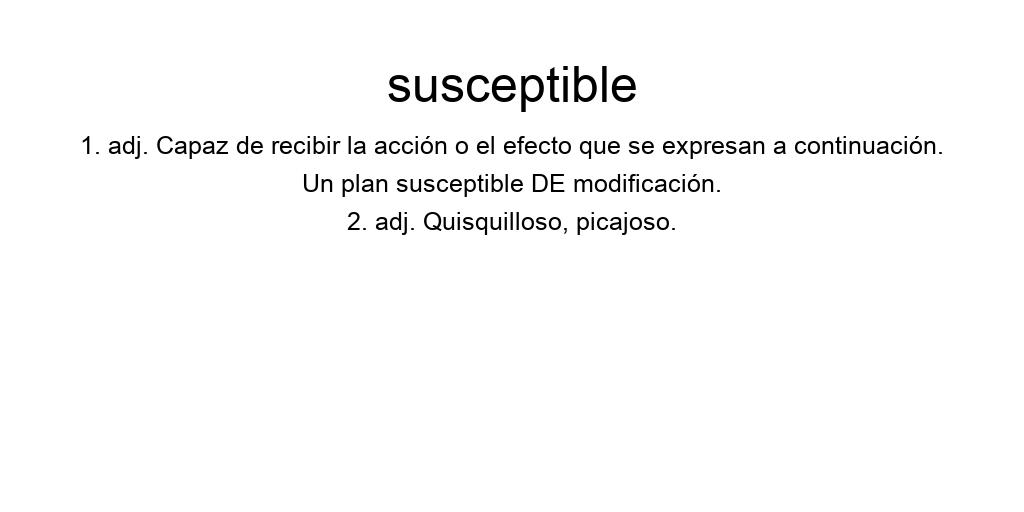 susceptible
1. adj. Capaz de recibir la acción o el efecto que se expresan a continuación.
Un plan susceptible DE modificación.
2. adj. Quisquilloso, picajoso.